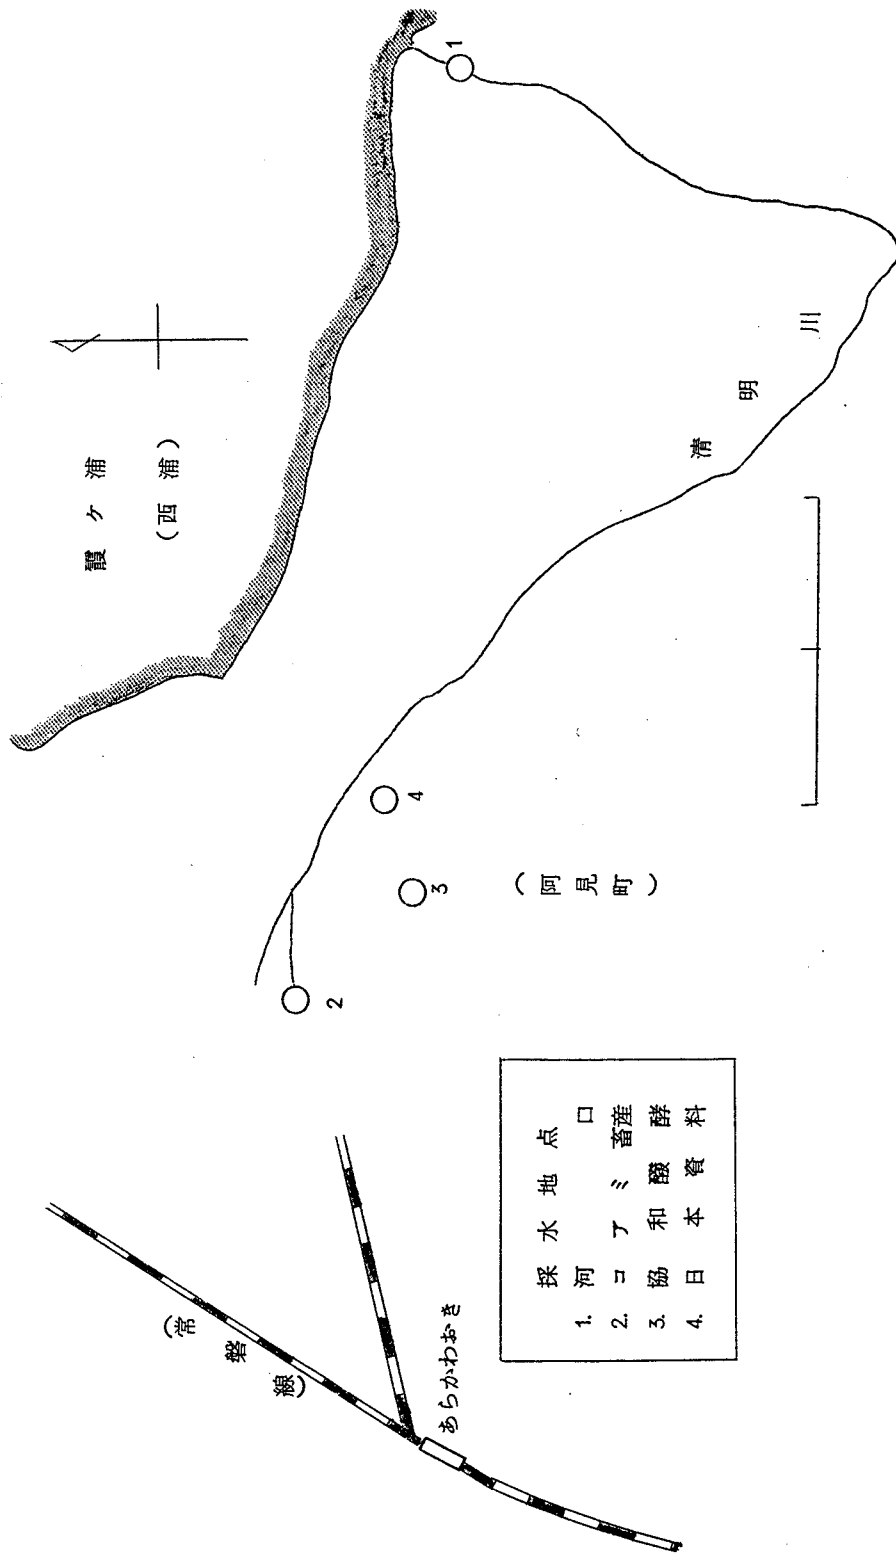 霞ヶ浦
(西浦)
清明川
1
2
3
4
(阿見町)
(常磐線)
あらかわおき
採水地点
1. 河口
2. コアミ畜産
3. 協和醱酵
4. 日本資料